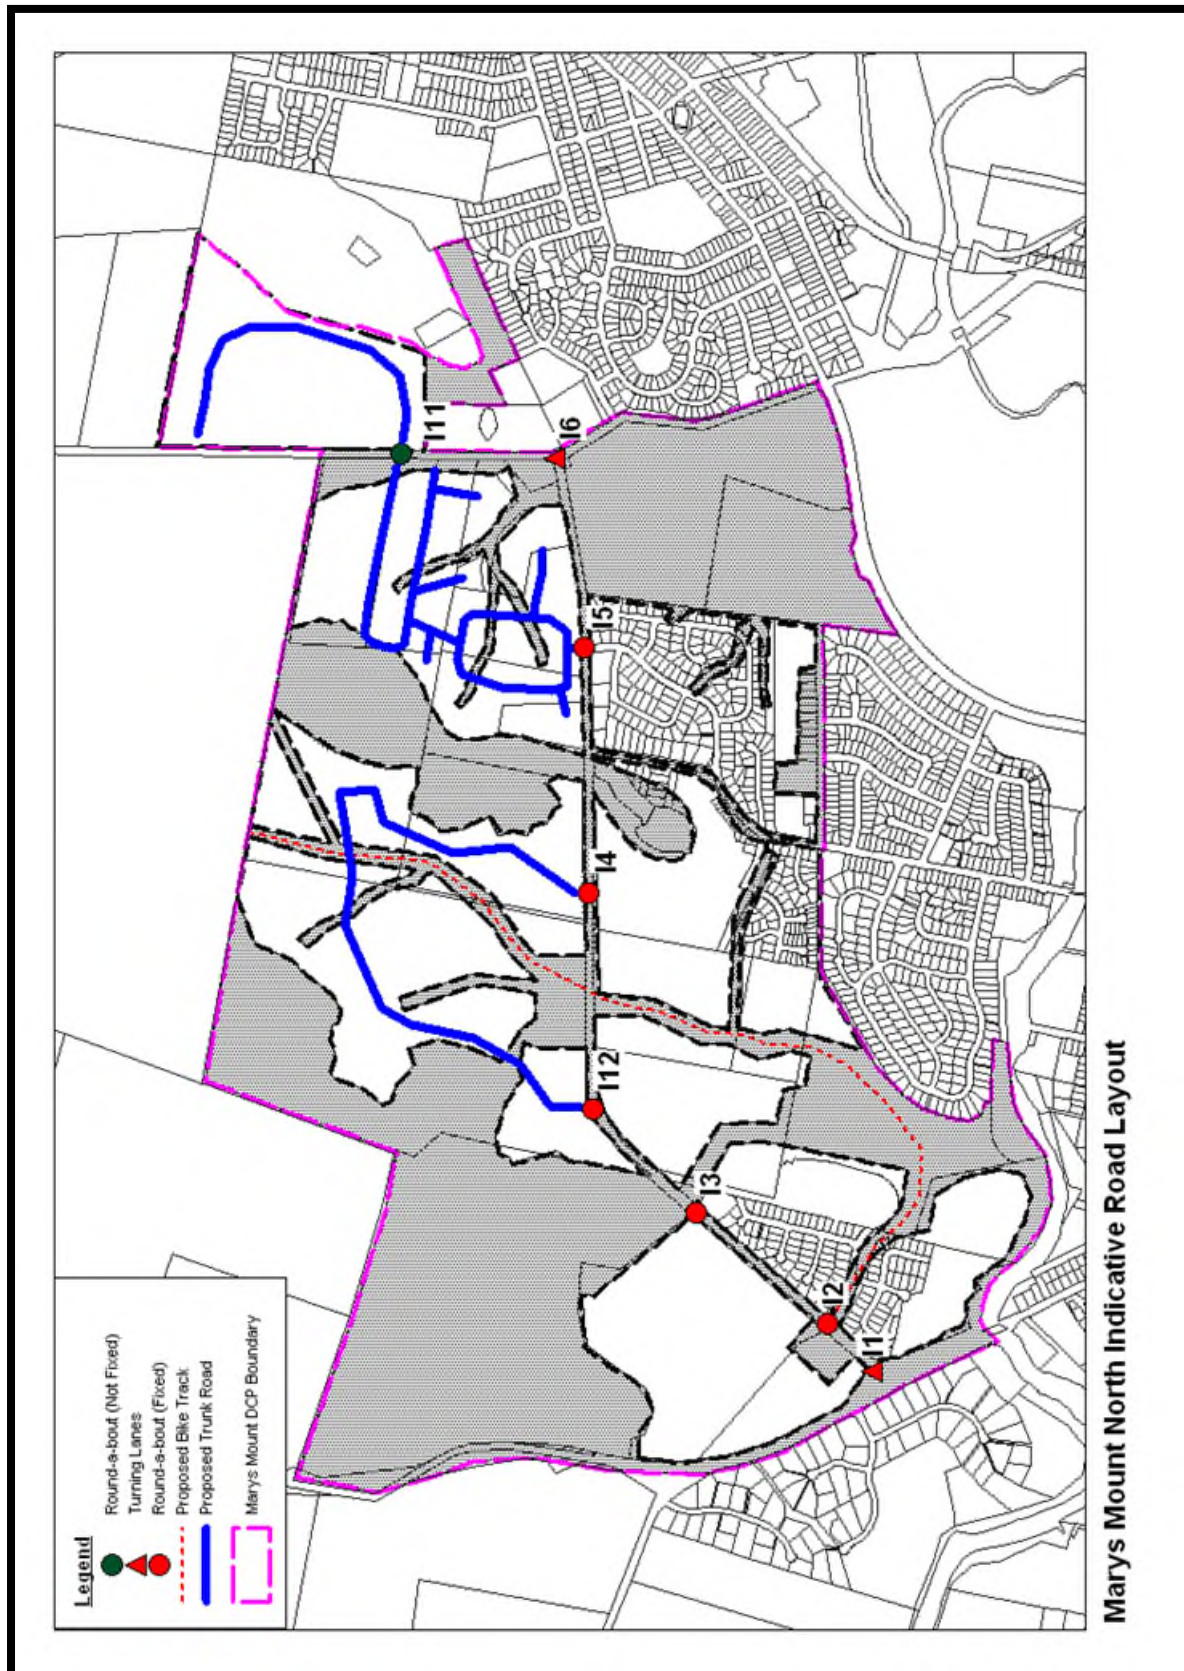 Marys Mount North Indicative Road Layout
Legend
Round-a-bout (Not Fixed)
Turning Lanes
Round-a-bout (Fixed)
Proposed Bike Track
Proposed Trunk Road
Marys Mount DCP Boundary
I1
I2
I3
I12
I4
I5
I6
I11